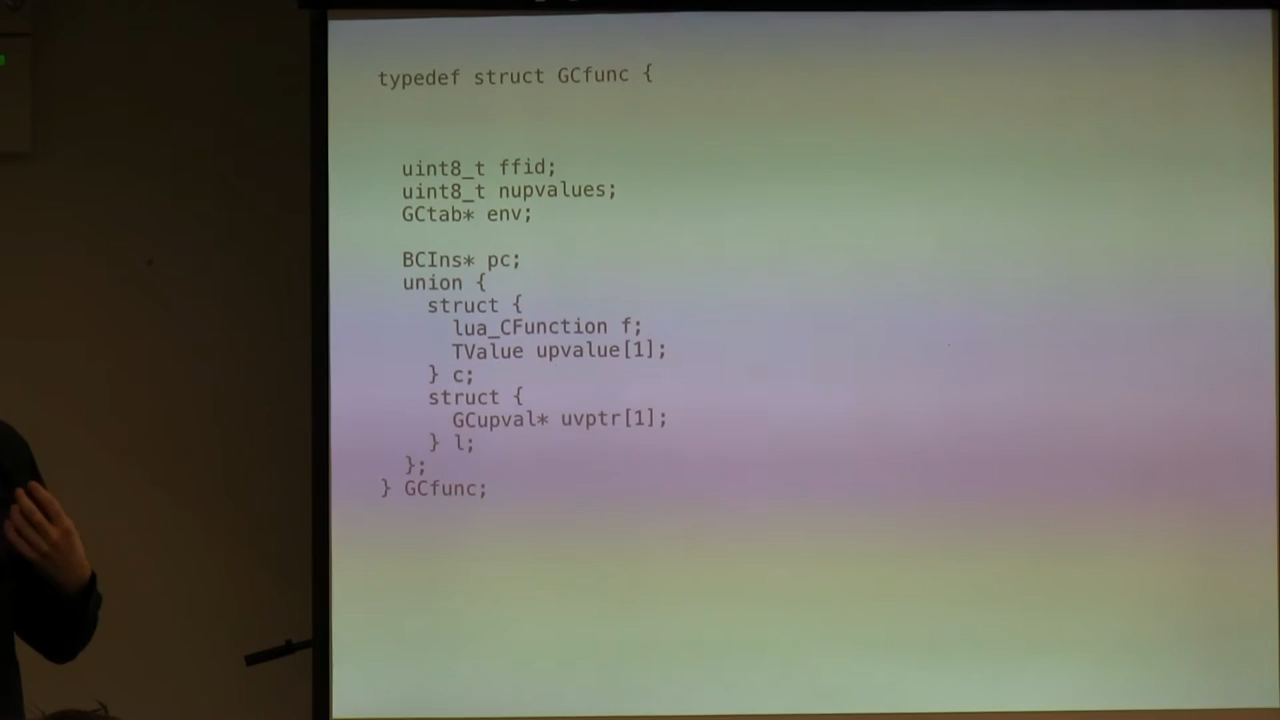 typedef struct GCfunc {
uint8_t ffid;
uint8_t nupvalues;
GCtab* env;
BCIns* pc;
union {
struct {
lua_CFunction f;
TValue upvalue[1];
} c;
struct {
GCupval* uvptr[1];
} l;
};
} GCfunc;